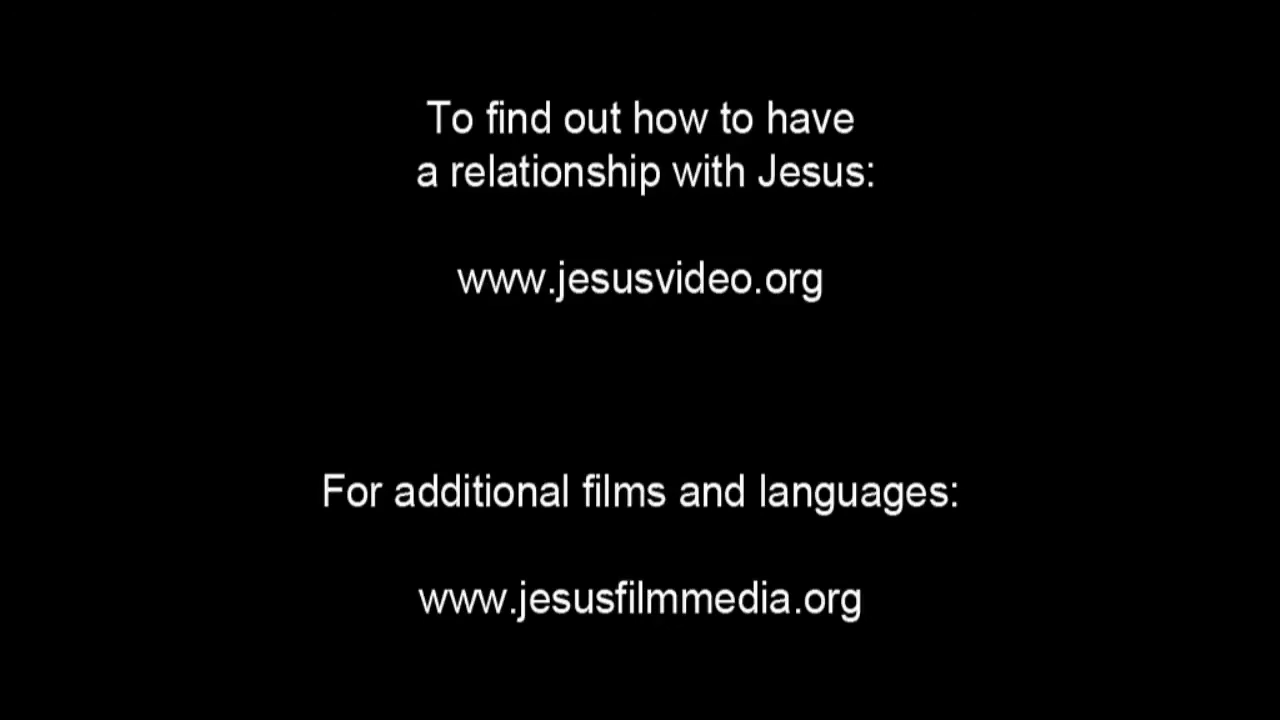 To find out how to have
a relationship with Jesus:
www.jesusvideo.org
For additional films and languages:
www.jesusfilmmedia.org